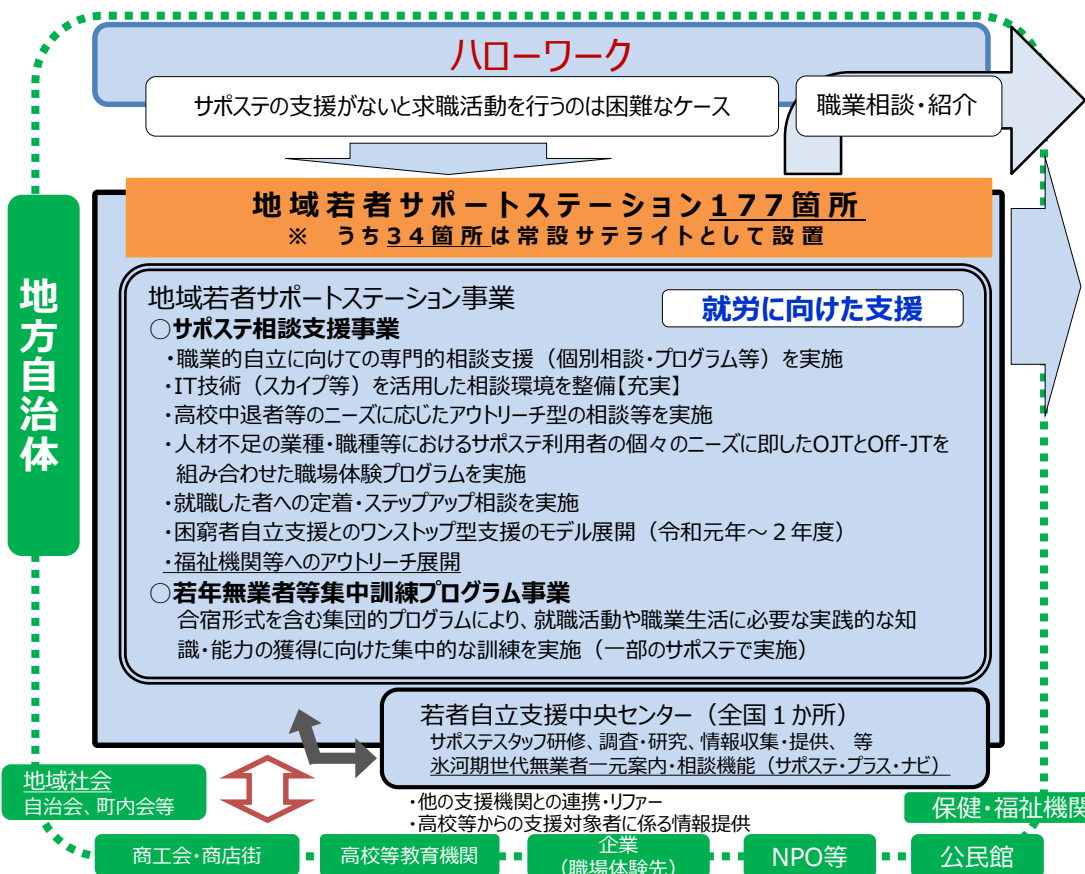 ハローワーク
サポステの支援がないと求職活動を行うのは困難なケース
職業相談・紹介
地域若者サポートステーション177箇所
※ うち34箇所は常設サテライトとして設置
地方自治体
地域若者サポートステーション事業
就労に向けた支援
○サポステ相談支援事業
・職業的自立に向けての専門的相談支援（個別相談・プログラム等）を実施
・IT技術（スカイプ等）を活用した相談環境を整備【充実】
・高校中退者等のニーズに応じたアウトリーチ型の相談等を実施
・人材不足の業種・職種等におけるサポステ利用者の個々のニーズに即したOJTとOff-JTを
組み合わせた職場体験プログラムを実施
・就職した者への定着・ステップアップ相談を実施
・困窮者自立支援とのワンストップ型支援のモデル展開（令和元年～２年度）
・福祉機関等へのアウトリーチ展開
○若年無業者等集中訓練プログラム事業
合宿形式を含む集団的プログラムにより、就職活動や職業生活に必要な実践的な知
識・能力の獲得に向けた集中的な訓練を実施（一部のサポステで実施）
若者自立支援中央センター（全国１か所）
サポステスタッフ研修、調査・研究、情報収集・提供、 等
氷河期世代無業者一元案内・相談機能（サポステ・プラス・ナビ）
地域社会
自治会、町内会等
・他の支援機関との連携・リファー
・高校等からの支援対象者に係る情報提供
保健・福祉機関
商工会・商店街
高校等教育機関
企業
（職場体験先）
NPO等
公民館